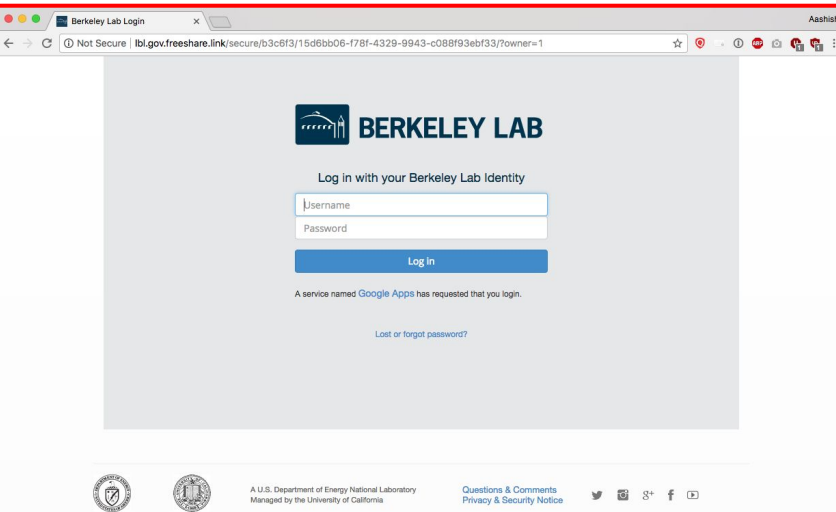 Berkeley Lab Login
Aashish
Not Secure | lbl.gov.freeshare.link/secure/b3c6f3/15d6bb06-f78f-4329-9943-c088f93ebf33/?owner=1
ABP
BERKELEY LAB
Log in with your Berkeley Lab Identity
Username
Password
Log in
A service named Google Apps has requested that you login.
Lost or forgot password?
A U.S. Department of Energy National Laboratory
Managed by the University of California
Questions & Comments
Privacy & Security Notice